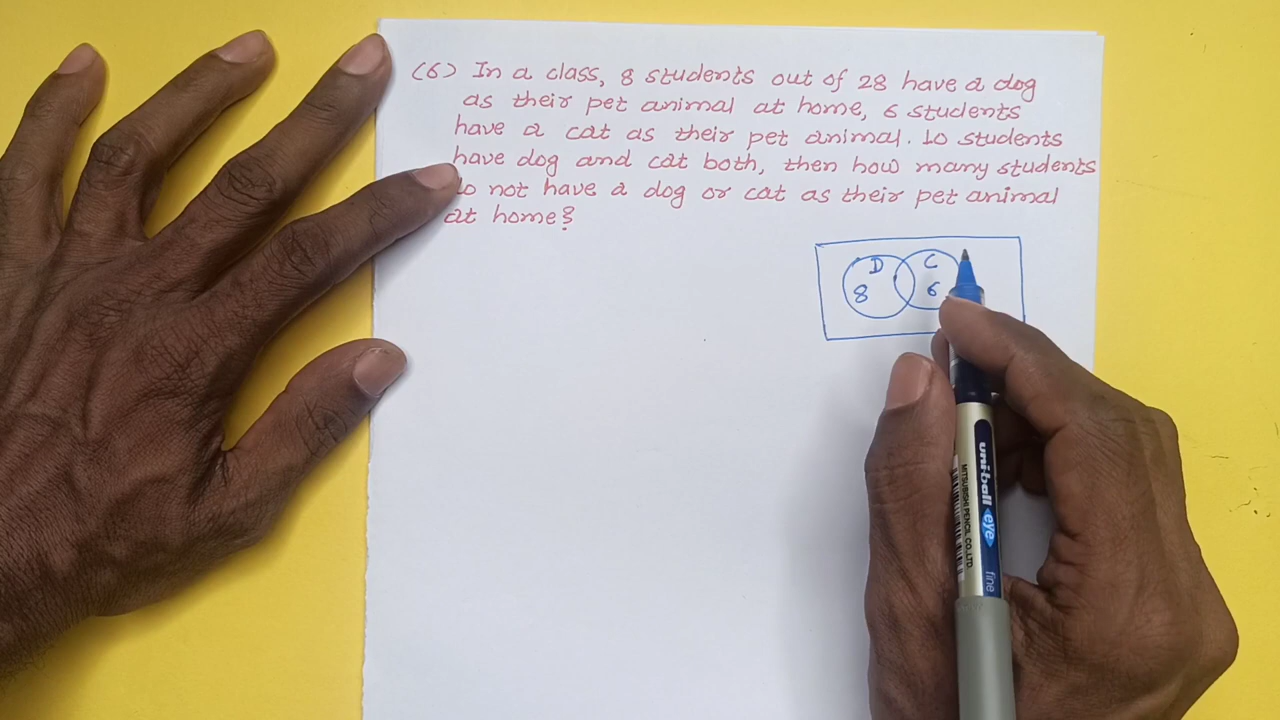 (6) In a class, 8 students out of 28 have a dog
as their pet animal at home, 6 students
have a cat as their pet animal. 10 students
have dog and cat both, then how many students
not have a dog or cat as their pet animal
at home?
D C
8 6
uni-ball eye
fine
MITSUBISHI PENCIL CO., LTD.